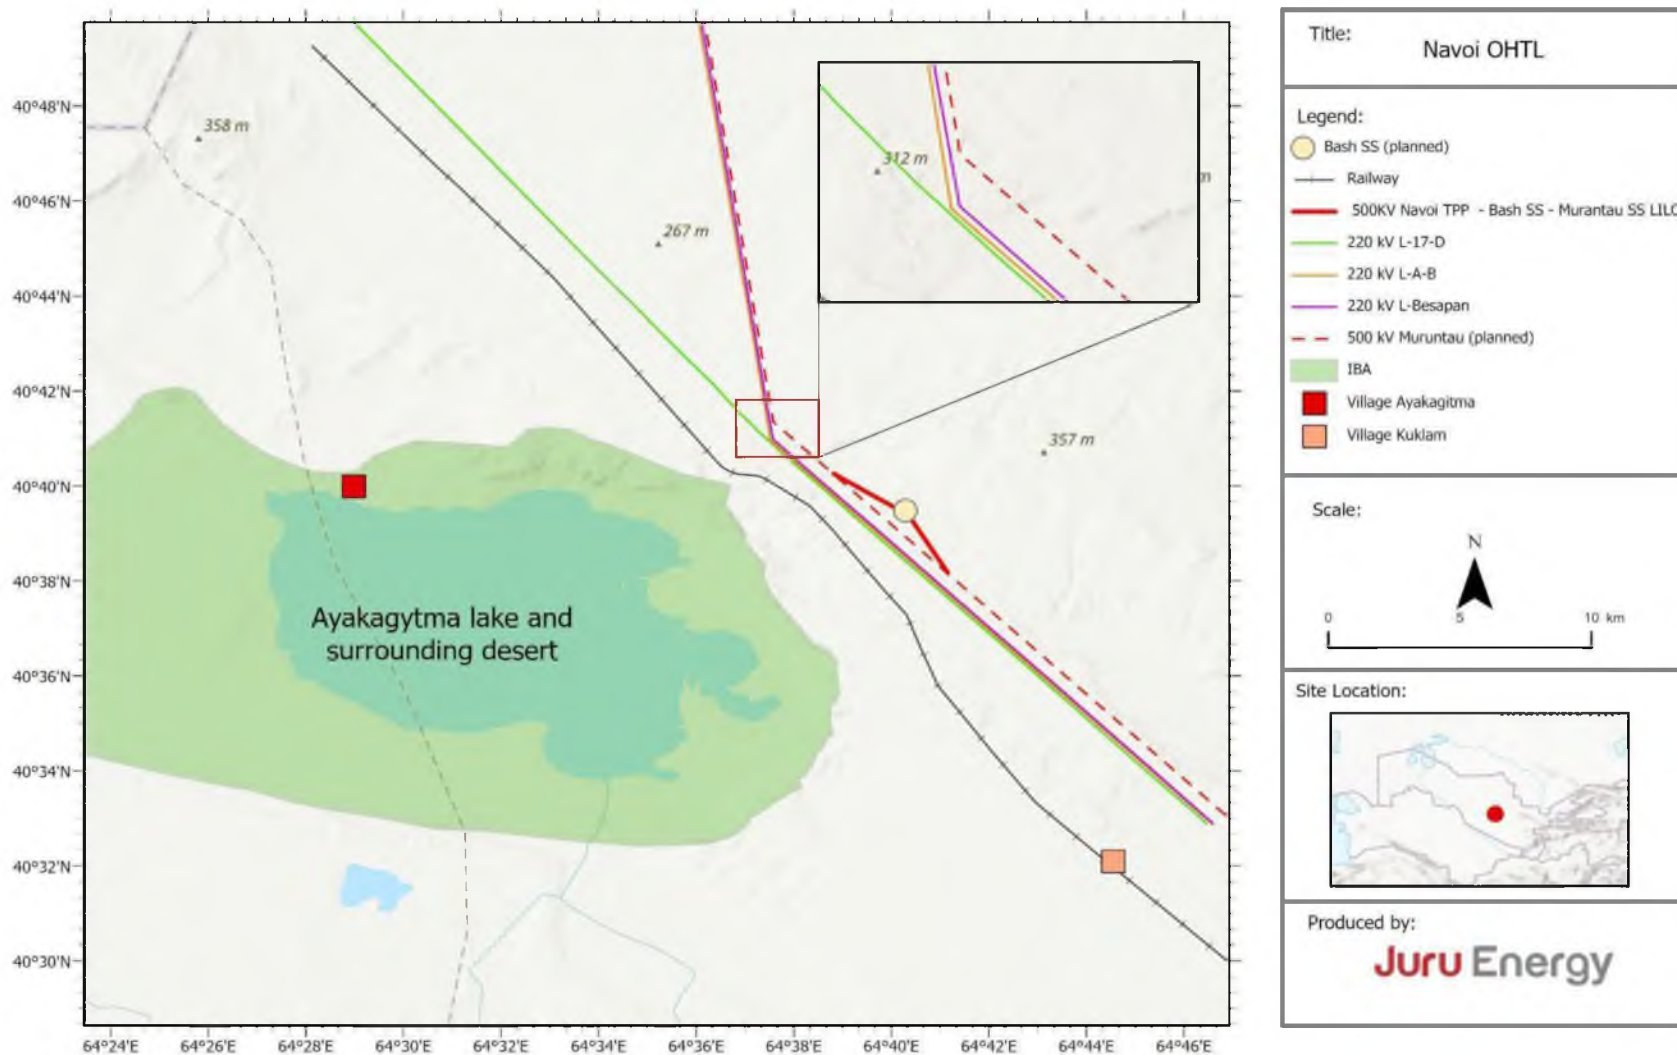 Title:
Navoi OHTL
Legend:
Bash SS (planned)
Railway
500KV Navoi TPP - Bash SS - Murantau SS LILO
220 kV L-17-D
220 kV L-A-B
220 kV L-Besapan
500 kV Muruntau (planned)
IBA
Village Ayakagitma
Village Kuklam
Scale:
N
0 5 10 km
Site Location:
Produced by:
Juru Energy
40°48'N
40°46'N
40°44'N
40°42'N
40°40'N
40°38'N
40°36'N
40°34'N
40°32'N
40°30'N
358 m
267 m
312 m
m
357 m
Ayakagytma lake and
surrounding desert
64°24'E 64°26'E 64°28'E 64°30'E 64°32'E 64°34'E 64°36'E 64°38'E 64°40'E 64°42'E 64°44'E 64°46'E